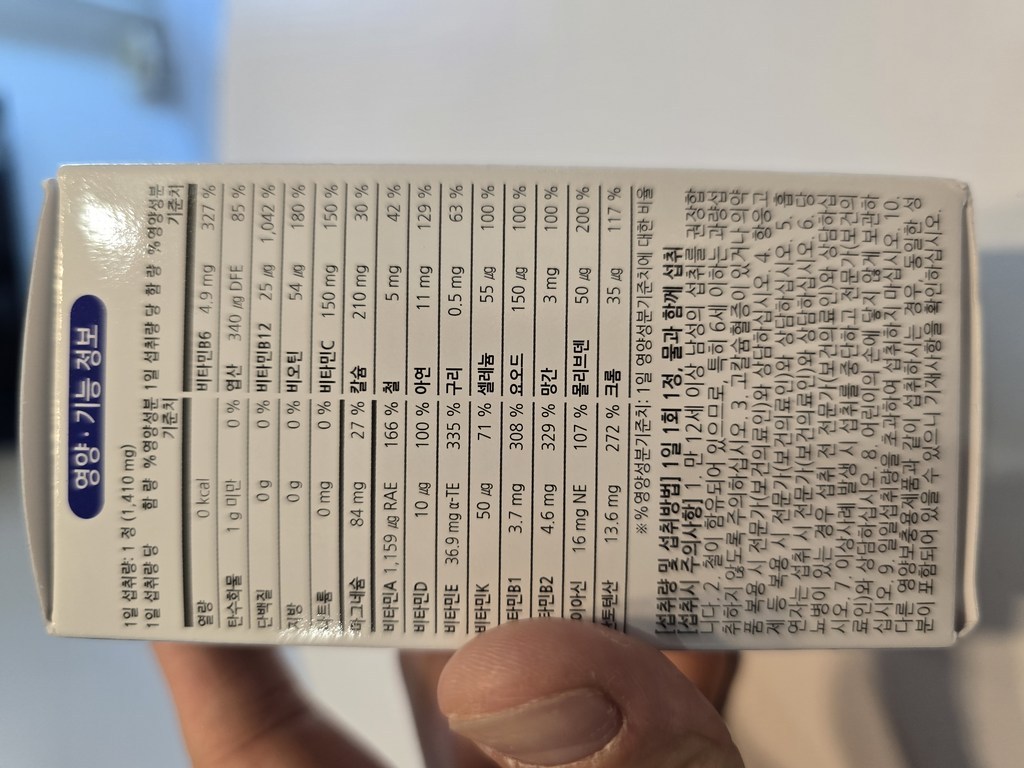 영양·기능 정보
1일 섭취량: 1 정 (1,410 mg)
1일 섭취량 당 함 량 %영양성분 기준치
열량 0 kcal 0 %
탄수화물 1 g 미만 0 %
단백질 0 g 0 %
지방 0 g 0 %
나트륨 0 mg 0 %
마그네슘 84 mg 27 %
비타민A 1,159 ㎍ RAE 166 %
비타민D 10 ㎍ 100 %
비타민E 36.9 mg α-TE 335 %
비타민K 50 ㎍ 71 %
비타민B1 3.7 mg 308 %
비타민B2 4.6 mg 329 %
나이아신 16 mg NE 107 %
판토텐산 13.6 mg 272 %
1일 섭취량 당 함 량 %영양성분 기준치
비타민B6 4.9 mg 327 %
엽산 340 ㎍ DFE 85 %
비타민B12 25 ㎍ 1,042 %
비오틴 54 ㎍ 180 %
비타민C 150 mg 150 %
칼슘 210 mg 30 %
철 5 mg 42 %
아연 11 mg 129 %
구리 0.5 mg 63 %
셀레늄 55 ㎍ 100 %
요오드 150 ㎍ 100 %
망간 3 mg 100 %
몰리브덴 50 ㎍ 200 %
크롬 35 ㎍ 117 %
※%영양성분기준치: 1일 영양성분기준치에 대한 비율
[섭취량 및 섭취방법] 1일 1회 1정, 물과 함께 섭취
[섭취시 주의사항] 1. 만 12세 이상 남성의 섭취를 권장합
니다. 2. 철이 함유되어 있으므로, 특히 6세 이하는 과량섭
취하지 않도록 주의하십시오. 3. 고칼슘혈증이 있거나 의약
품 복용 시 전문가(보건의료인)와 상담하십시오. 4. 항응고
제 등 복용 시 전문가(보건의료인)와 상담하십시오. 5. 흡
연자는 섭취 시 전문가(보건의료인)와 상담하십시오. 6. 담
도병이 있는 경우 섭취 전 전문가(보건의료인)와 상담하십
시오. 7. 이상사례 발생 시 섭취를 중단하고 전문가(보건의
료인)와 상담하십시오. 8. 어린이의 손에 닿지 않게 보관하
십시오. 9. 일일섭취량을 초과하여 섭취하지 마십시오. 10.
다른 영양보충용제품과 같이 섭취하시는 경우, 동일한 성
분이 포함되어 있을 수 있으니 기재사항을 확인하십시오.